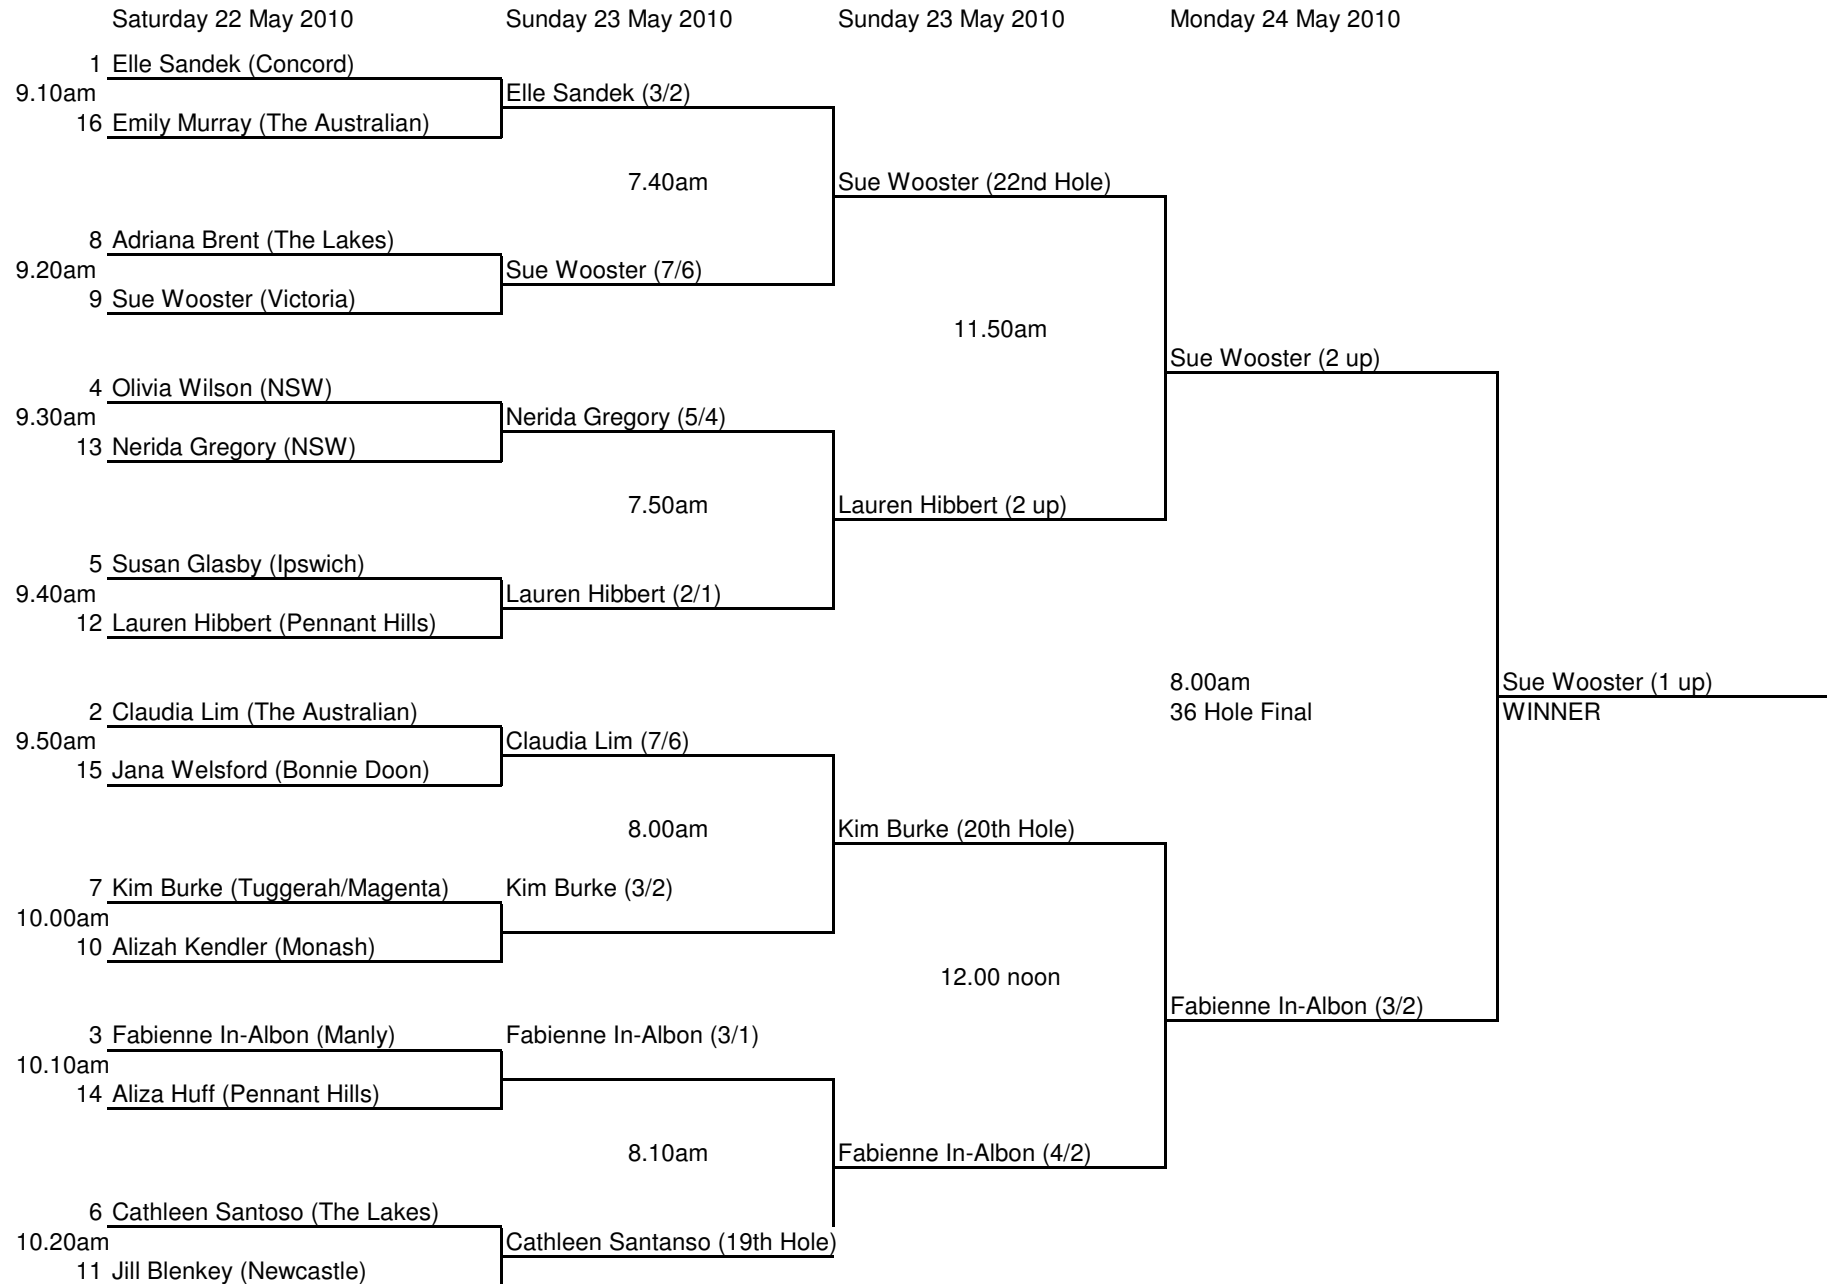 Saturday 22 May 2010 Sunday 23 May 2010 Sunday 23 May 2010 Monday 24 May 2010
1 Elle Sandek (Concord)
9.10am Elle Sandek (3/2)
16 Emily Murray (The Australian)
7.40am Sue Wooster (22nd Hole)
8 Adriana Brent (The Lakes)
9.20am Sue Wooster (7/6)
9 Sue Wooster (Victoria)
11.50am
Sue Wooster (2 up)
4 Olivia Wilson (NSW)
9.30am Nerida Gregory (5/4)
13 Nerida Gregory (NSW)
7.50am Lauren Hibbert (2 up)
5 Susan Glasby (Ipswich)
9.40am Lauren Hibbert (2/1)
12 Lauren Hibbert (Pennant Hills)
8.00am Sue Wooster (1 up)
2 Claudia Lim (The Australian) 36 Hole Final WINNER
9.50am Claudia Lim (7/6)
15 Jana Welsford (Bonnie Doon)
8.00am Kim Burke (20th Hole)
7 Kim Burke (Tuggerah/Magenta) Kim Burke (3/2)
10.00am
10 Alizah Kendler (Monash)
12.00 noon
Fabienne In-Albon (3/2)
3 Fabienne In-Albon (Manly) Fabienne In-Albon (3/1)
10.10am
14 Aliza Huff (Pennant Hills)
8.10am Fabienne In-Albon (4/2)
6 Cathleen Santoso (The Lakes)
10.20am Cathleen Santanso (19th Hole)
11 Jill Blenkey (Newcastle)